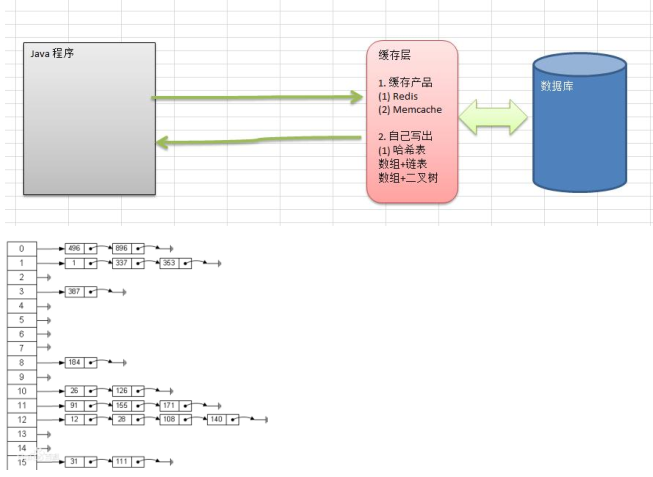 Java 程序
缓存层
1. 缓存产品
(1) Redis
(2) Memcache
2. 自己写出
(1) 哈希表
数组+链表
数组+二叉树
数据库
0 496 896
1 1 337 353
2
3 387
4
5
6
7
8 184
9
10 26 126
11 91 155 171
12 12 28 108 140
13
14
15 31 111